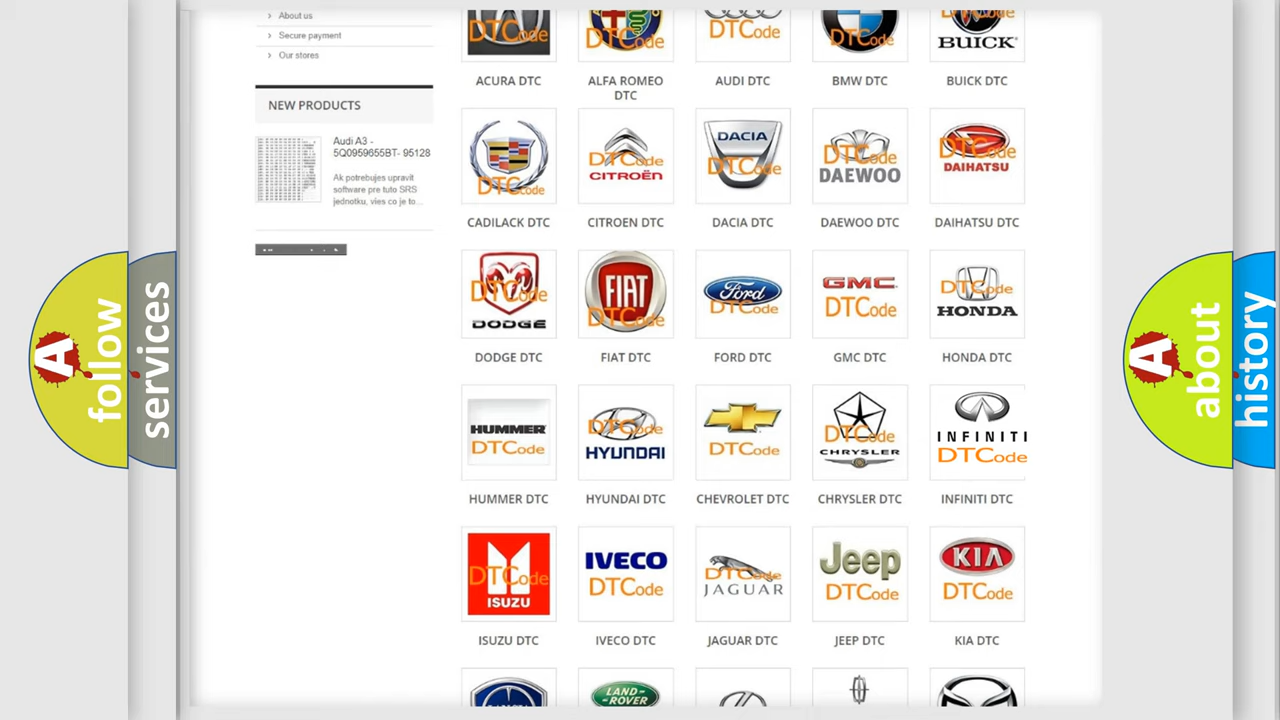 About us
Secure payment
Our stores
NEW PRODUCTS
Audi A3 -
5Q0959655BT- 95128
Ak potrebujes upravit
software pre tuto SRS
jednotku, vies co je to...
DTCode
DTCode
DTCode
DTCode
DTCode
BUICK
ACURA DTC
ALFA ROMEO
DTC
AUDI DTC
BMW DTC
BUICK DTC
DTCode
DTCode
CITROËN
DACIA
DTCode
DTCode
DAEWOO
DTCode
DAIHATSU
CADILACK DTC
CITROEN DTC
DACIA DTC
DAEWOO DTC
DAIHATSU DTC
DTCode
DODGE
FIAT
DTCode
Ford
DTCode
GMC
DTCode
DTCode
HONDA
DODGE DTC
FIAT DTC
FORD DTC
GMC DTC
HONDA DTC
HUMMER
DTCode
DTCode
HYUNDAI
DTCode
DTCode
CHRYSLER
INFINITI
DTCode
HUMMER DTC
HYUNDAI DTC
CHEVROLET DTC
CHRYSLER DTC
INFINITI DTC
DTCode
ISUZU
IVECO
DTCode
DTCode
JAGUAR
Jeep
DTCode
KIA
DTCode
ISUZU DTC
IVECO DTC
JAGUAR DTC
JEEP DTC
KIA DTC
LAND-
ROVER
A
follow
services
A
about
history